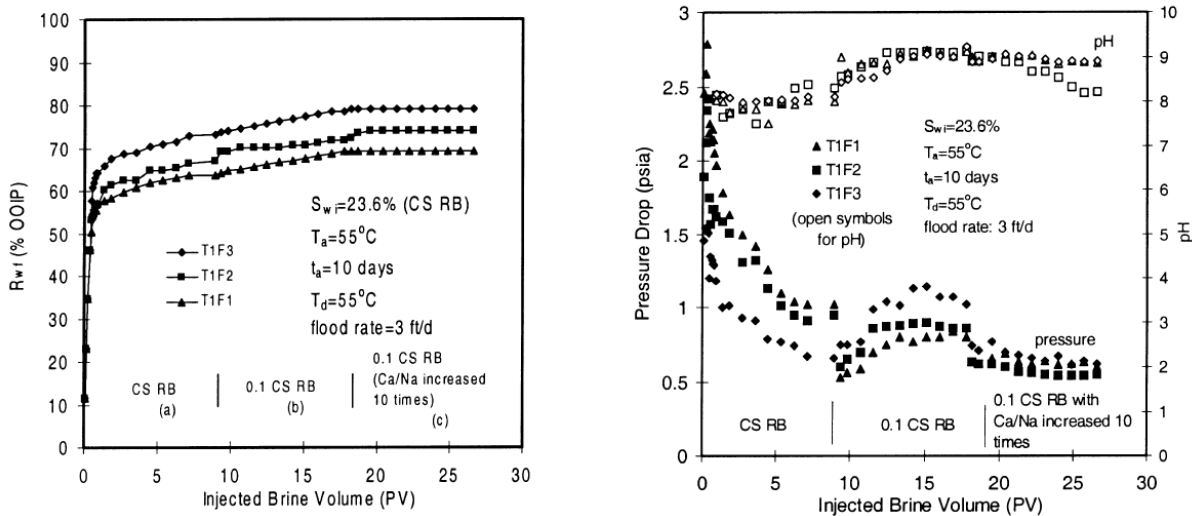 100
90
80
70
60
50
40
30
20
10
0
R_wf (% OOIP)
T1F3
T1F2
T1F1
S_wi=23.6% (CS RB)
T_a=55°C
t_a=10 days
T_d=55°C
flood rate=3 ft/d
CS RB
(a)
0.1 CS RB
(b)
0.1 CS RB
(Ca/Na increased
10 times)
(c)
0 5 10 15 20 25 30
Injected Brine Volume (PV)
3
2.5
2
1.5
1
0.5
0
Pressure Drop (psia)
pH
T1F1
T1F2
T1F3
(open symbols
for pH)
S_wi=23.6%
T_a=55°C
t_a=10 days
T_d=55°C
flood rate: 3 ft/d
pressure
CS RB
0.1 CS RB
0.1 CS RB with
Ca/Na increased 10
times
10
9
8
7
6
5
4
3
2
1
0
pH
0 5 10 15 20 25 30
Injected Brine Volume (PV)